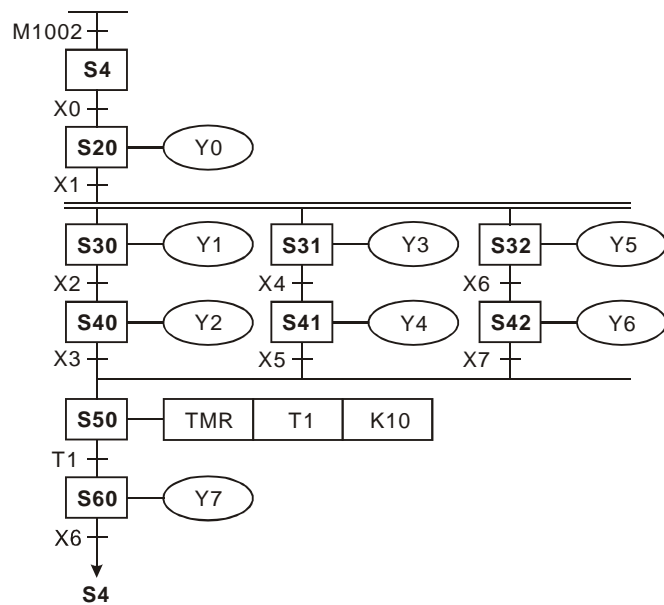 M1002
S4
X0
S20 Y0
X1
S30 Y1 S31 Y3 S32 Y5
X2 X4 X6
S40 Y2 S41 Y4 S42 Y6
X3 X5 X7
S50 TMR T1 K10
T1
S60 Y7
X6
S4